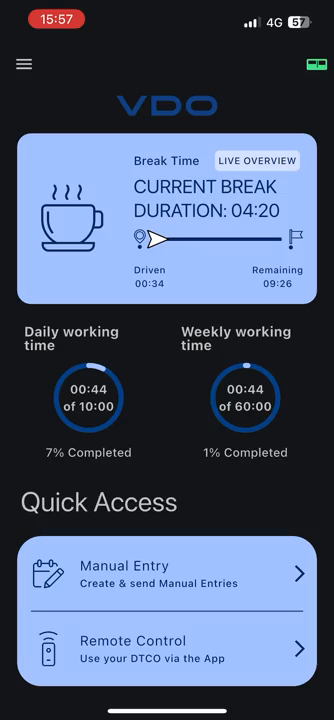 15:57
4G 57
VDO
Break Time
LIVE OVERVIEW
CURRENT BREAK
DURATION: 04:20
Driven
Remaining
00:34
09:26
Daily working
time
Weekly working
time
00:44
of 10:00
00:44
of 60:00
7% Completed
1% Completed
Quick Access
Manual Entry
Create & send Manual Entries
Remote Control
Use your DTCO via the App